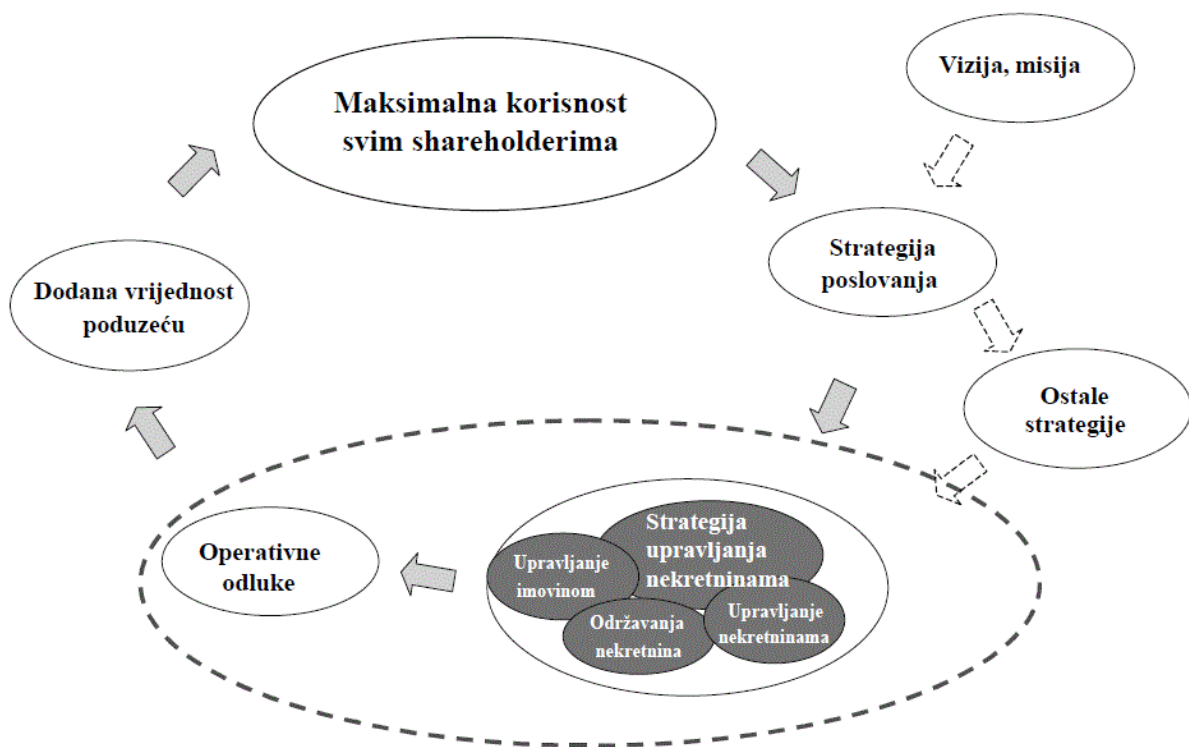 Maksimalna korisnost
svim shareholderima
Vizija, misija
Strategija
poslovanja
Dodana vrijednost
poduzeću
Ostale
strategije
Operativne
odluke
Strategija
upravljanja
nekretninama
Upravljanje
imovinom
Održavanja
nekretnina
Upravljanje
nekretninama